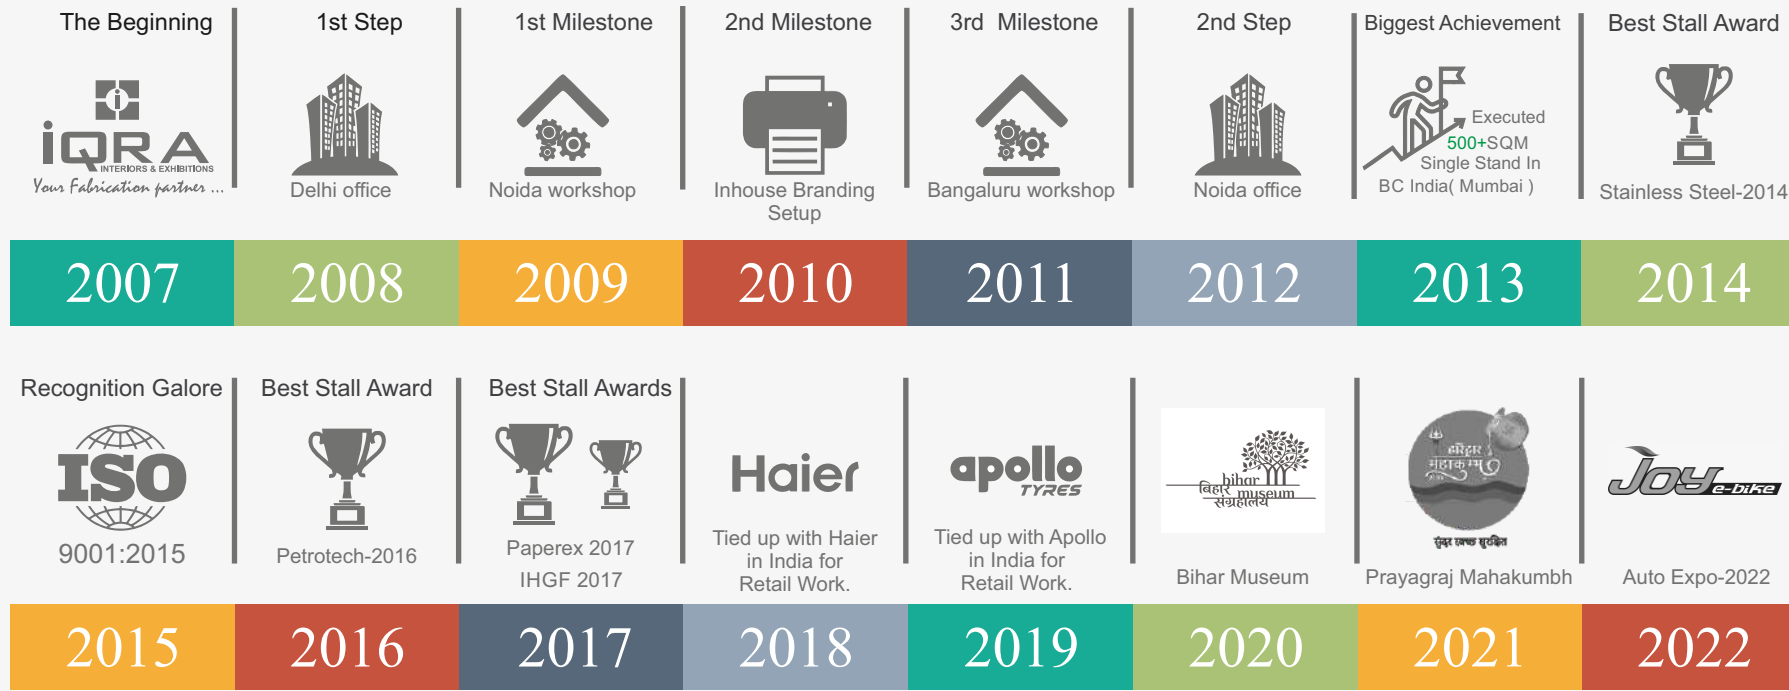 The Beginning
iQRA
INTERIORS & EXHIBITIONS
Your Fabrication partner ...
2007
1st Step
Delhi office
2008
1st Milestone
Noida workshop
2009
2nd Milestone
Inhouse Branding
Setup
2010
3rd Milestone
Bangaluru workshop
2011
2nd Step
Noida office
2012
Biggest Achievement
Executed
500+SQM
Single Stand In
BC India( Mumbai )
2013
Best Stall Award
Stainless Steel-2014
2014
Recognition Galore
ISO
9001:2015
2015
Best Stall Award
Petrotech-2016
2016
Best Stall Awards
Paperex 2017
IHGF 2017
2017
Haier
Tied up with Haier
in India for
Retail Work.
2018
apollo
TYRES
Tied up with Apollo
in India for
Retail Work.
2019
bihar
बिहार museum
संग्रहालय
Bihar Museum
2020
हरिद्वार
महाकुम्भ
सुंदर स्वच्छ सुरक्षित
Prayagraj Mahakumbh
2021
Joy e-bike
Auto Expo-2022
2022